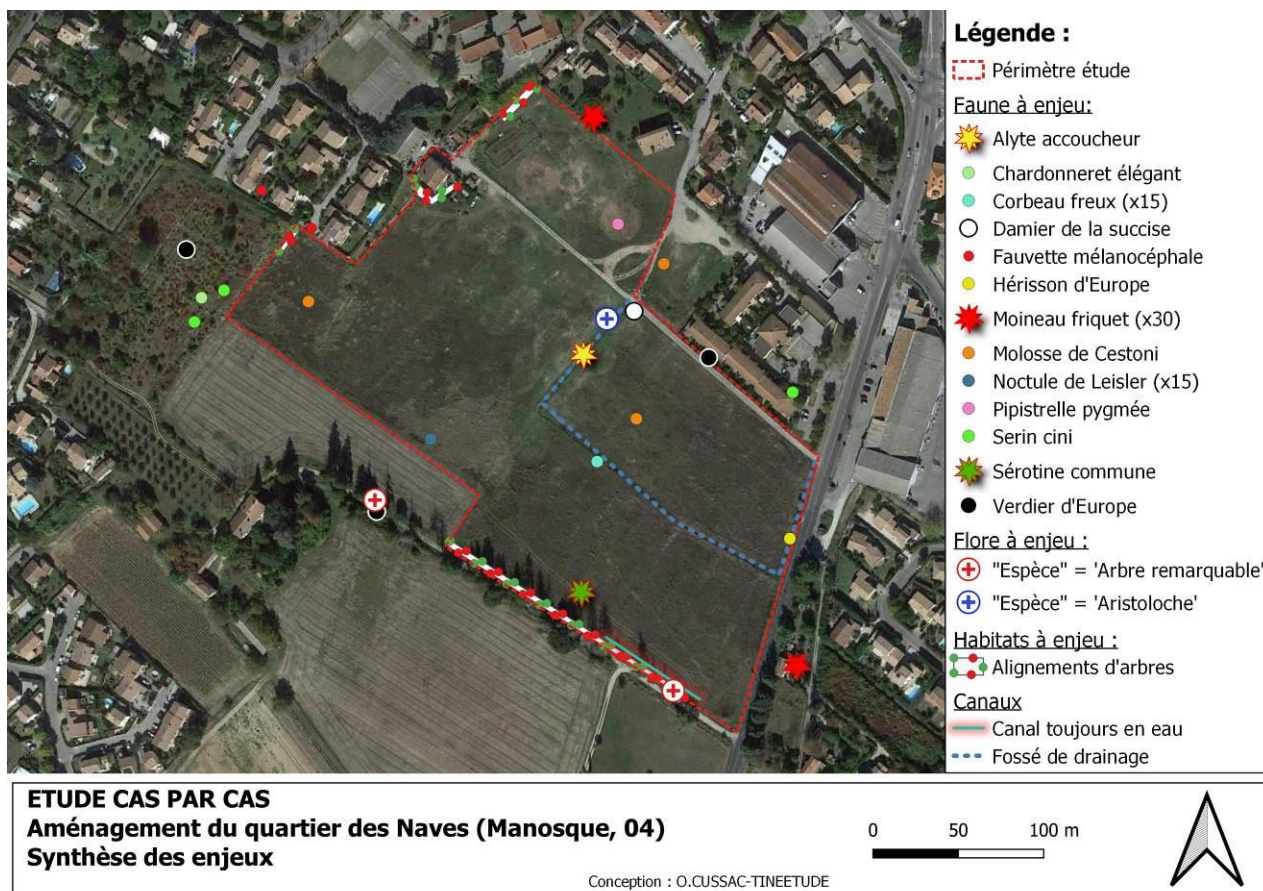 Légende :
Périmètre étude
Faune à enjeu:
Alyte accoucheur
Chardonneret élégant
Corbeau freux (x15)
Damier de la succise
Fauvette mélanocéphale
Hérisson d'Europe
Moineau friquet (x30)
Molosse de Cestoni
Noctule de Leisler (x15)
Pipistrelle pygmée
Serin cini
Sérotine commune
Verdier d'Europe
Flore à enjeu :
"Espèce" = 'Arbre remarquable'
"Espèce" = 'Aristoloche'
Habitats à enjeu :
Alignements d'arbres
Canaux
Canal toujours en eau
Fossé de drainage
ETUDE CAS PAR CAS
Aménagement du quartier des Naves (Manosque, 04)
Synthèse des enjeux
Conception : O.CUSSAC-TINEETUDE
0 50 100 m